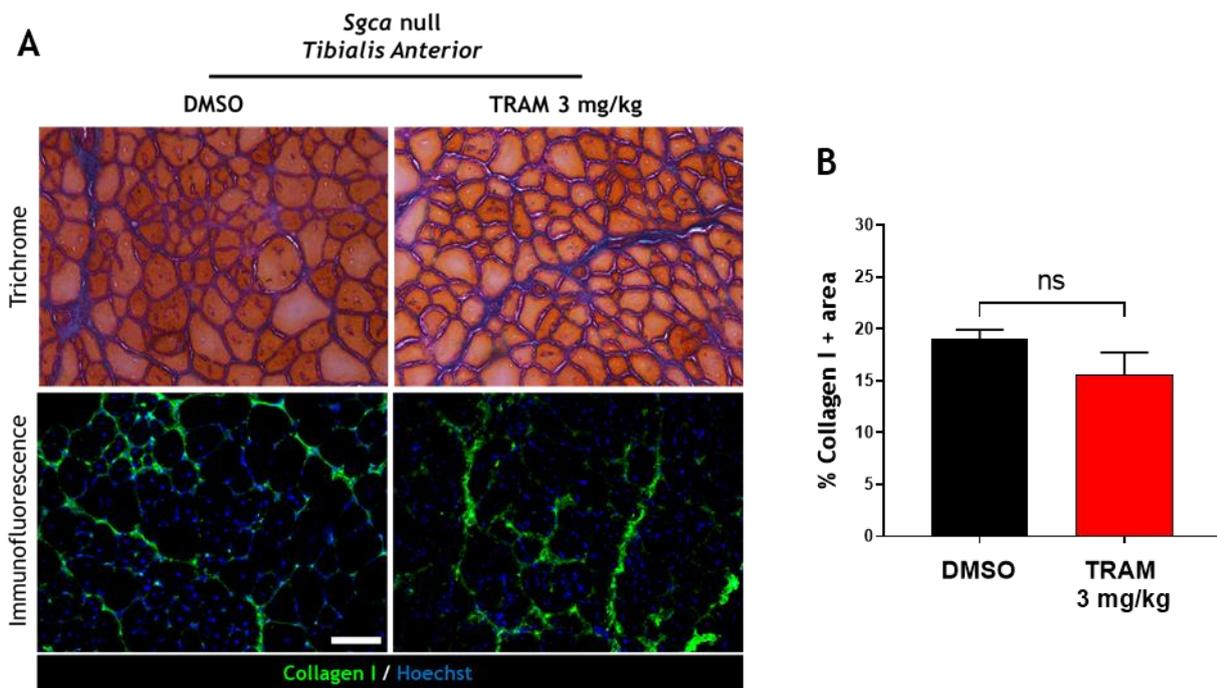 A
Sgca null
Tibialis Anterior
DMSO
TRAM 3 mg/kg
Trichrome
Immunofluorescence
Collagen I / Hoechst
B
% Collagen I + area
30
25
20
15
10
5
0
ns
DMSO
TRAM
3 mg/kg